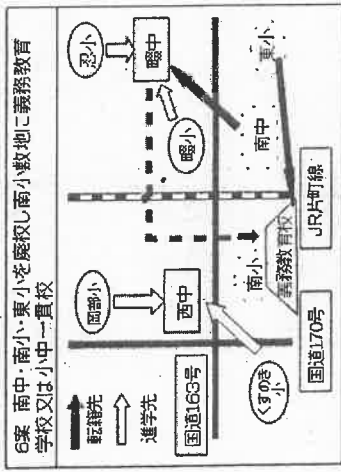 6案 南中・南小・東小を廃校し南小敷地に義務教育
学校又は小中一貫校
転籍先
進学先
国道163号
岡部小
西中
くすのき
小
国道170号
南小
義務教育校
JR片町線
忍小
畷中
畷小
南中
東小